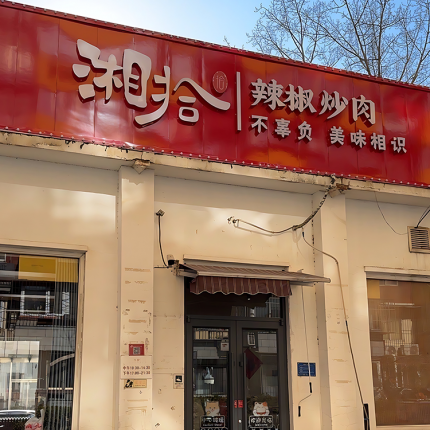 湘拾
辣椒炒肉
不辜负 美味相识